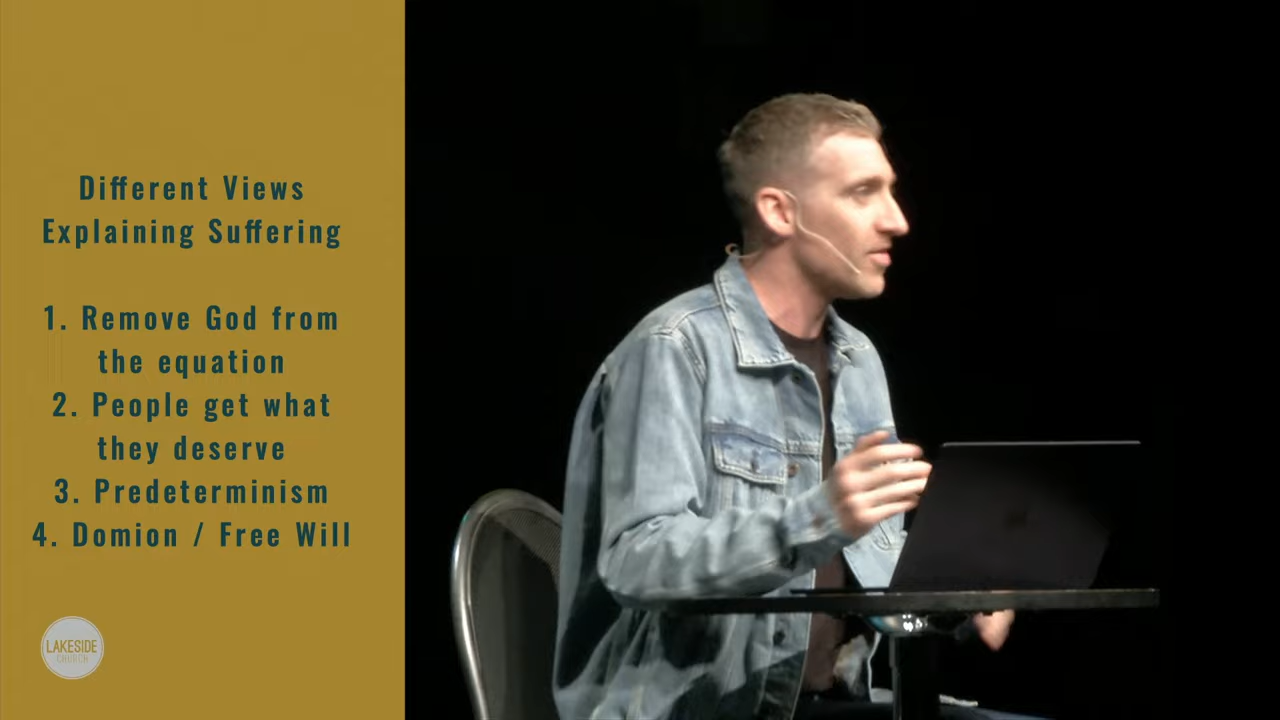 Different Views
Explaining Suffering
1. Remove God from
the equation
2. People get what
they deserve
3. Predeterminism
4. Domion / Free Will
LAKESIDE
CHURCH